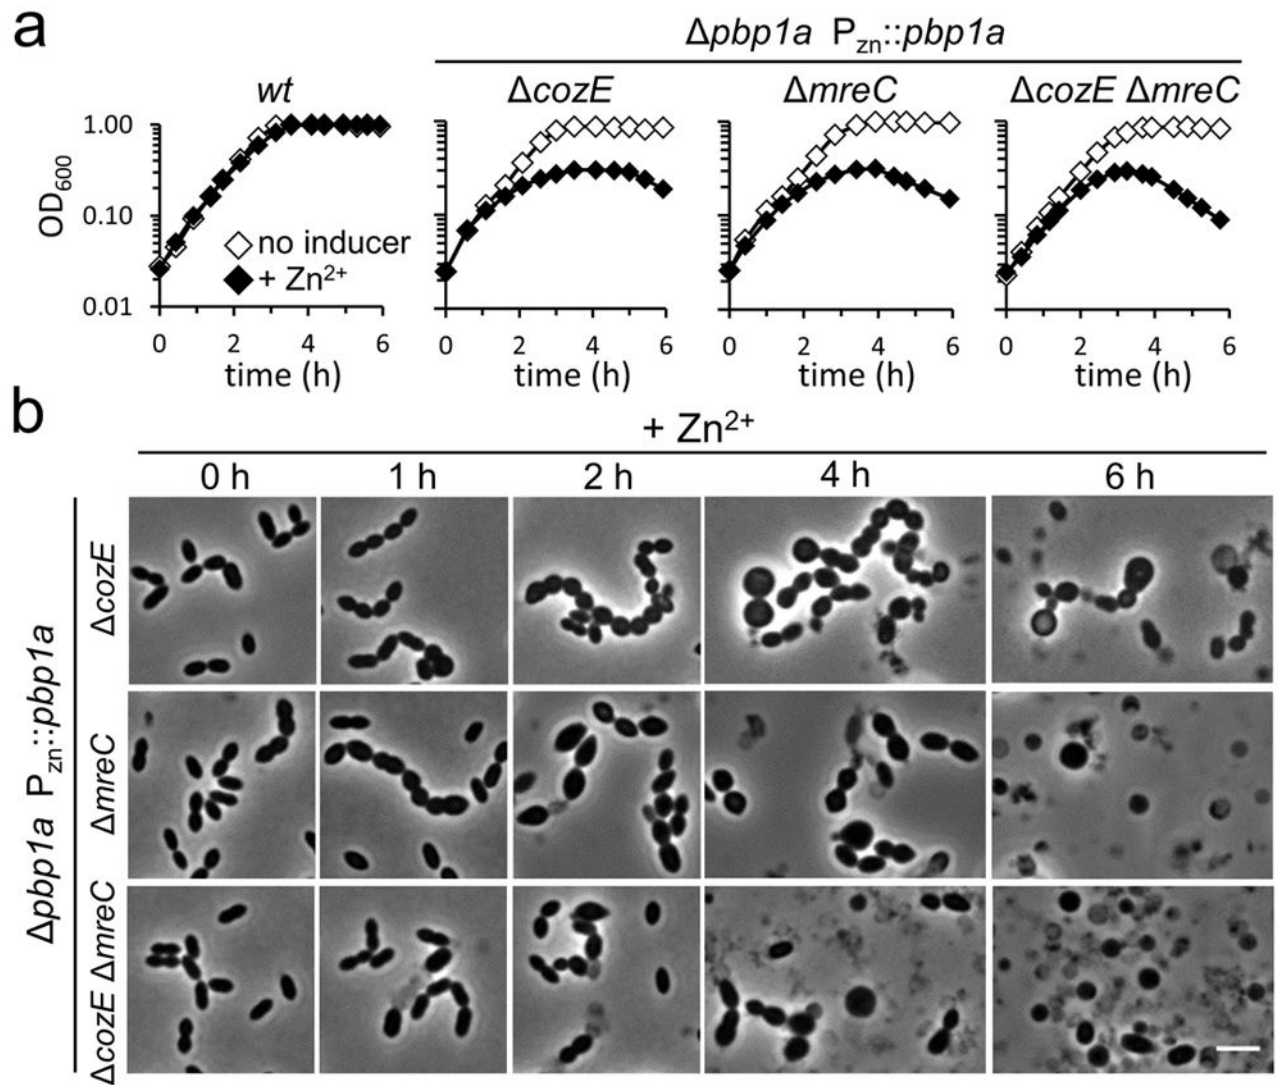 a
Δpbp1a Pzn::pbp1a
wt
ΔcozE
ΔmreC
ΔcozE ΔmreC
OD600
1.00
0.10
0.01
no inducer
+ Zn2+
0 2 4 6
0 2 4 6
0 2 4 6
0 2 4 6
time (h)
time (h)
time (h)
time (h)
b
+ Zn2+
0 h 1 h 2 h 4 h 6 h
Δpbp1a Pzn::pbp1a
ΔcozE
ΔmreC
ΔcozE ΔmreC